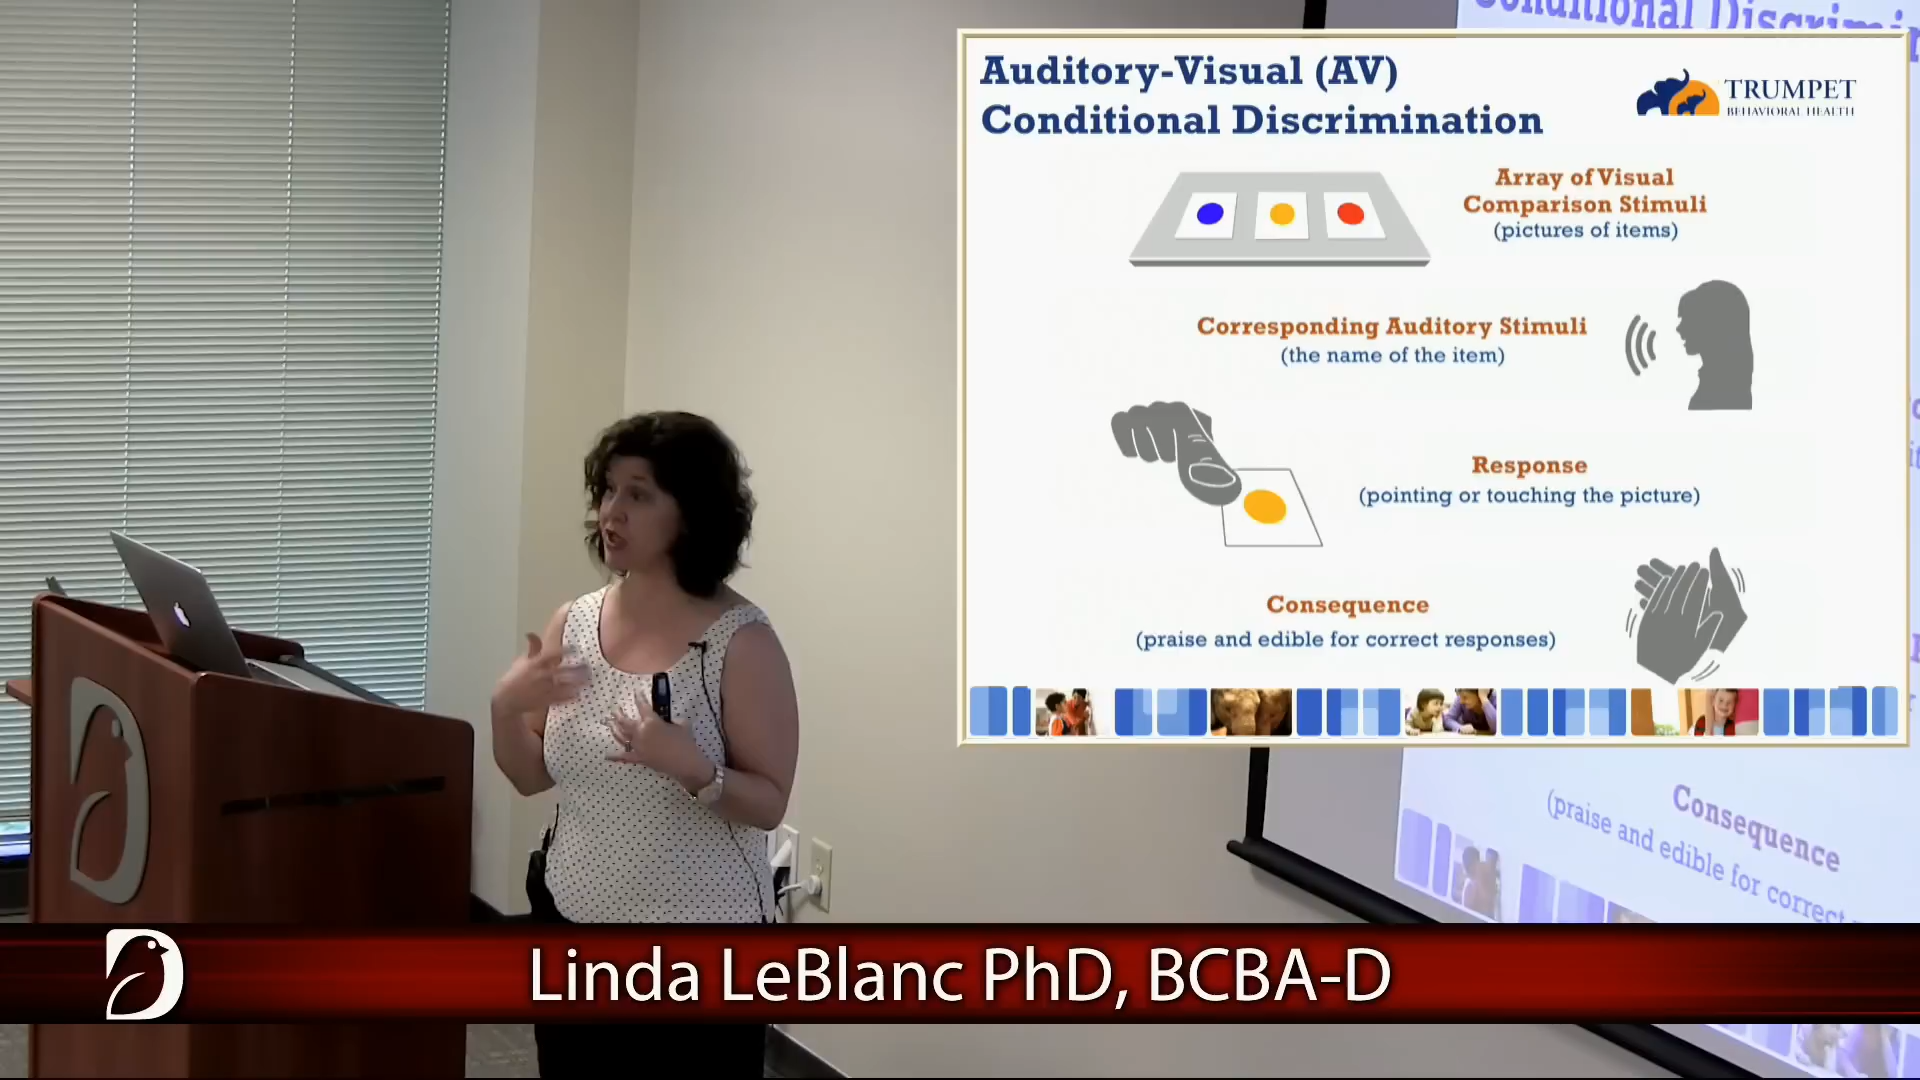 Conditional Discrimin
Auditory-Visual (AV)
Conditional Discrimination
TRUMPET
BEHAVIORAL HEALTH
Array of Visual
Comparison Stimuli
(pictures of items)
Corresponding Auditory Stimuli
(the name of the item)
Response
(pointing or touching the picture)
Consequence
(praise and edible for correct responses)
Consequence
(praise and edible for correct
Linda LeBlanc PhD, BCBA-D